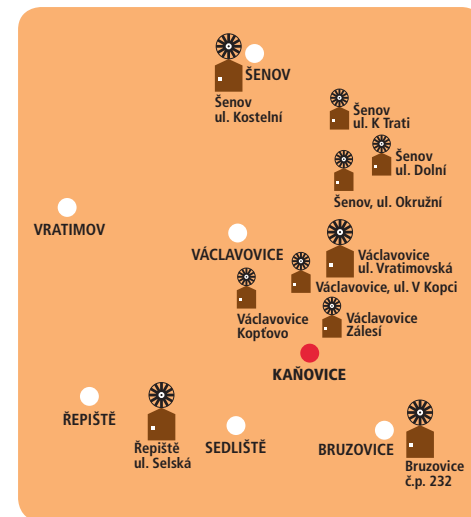 ŠENOV
Šenov
ul. Kostelní
Šenov
ul. K Trati
Šenov
ul. Dolní
Šenov, ul. Okružní
VRATIMOV
VÁCLAVOVICE
Václavovice
ul. Vratimovská
Václavovice, ul. V Kopci
Václavovice
Kopťovo
Václavovice
Zálesí
KAŇOVICE
ŘEPIŠTĚ
Řepiště
ul. Selská
SEDLIŠTĚ
BRUZOVICE
Bruzovice
č.p. 232